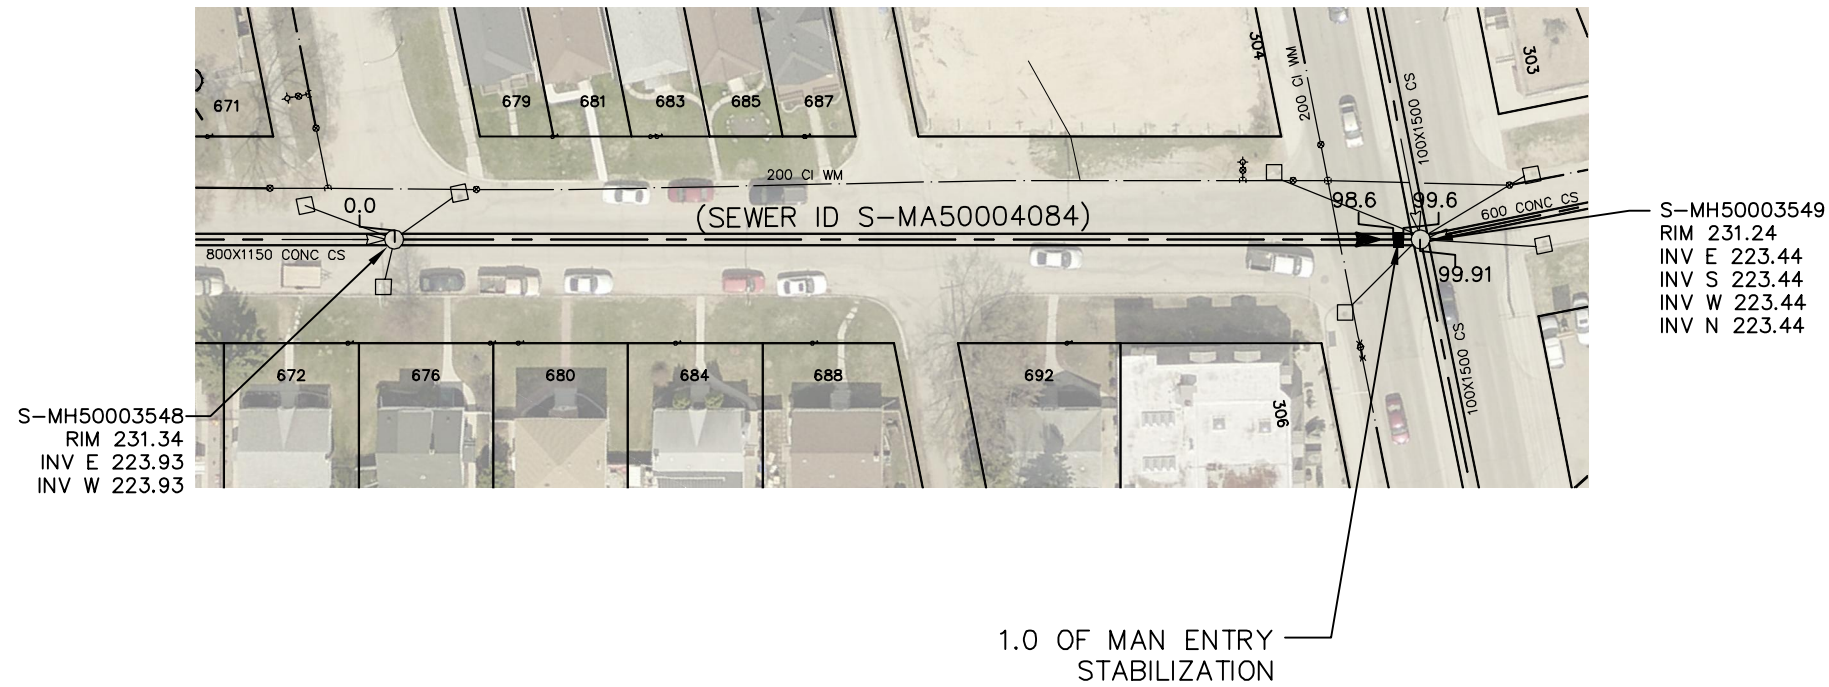 304
303
200 CI WM
100X1500 CS
671
679
681
683
685
687
200 CI WM
0.0
(SEWER ID S-MA50004084)
98.6
99.6
600 CONC CS
800X1150 CONC CS
99.91
S-MH50003549
RIM 231.24
INV E 223.44
INV S 223.44
INV W 223.44
INV N 223.44
100X1500 CS
672
676
680
684
688
692
306
S-MH50003548
RIM 231.34
INV E 223.93
INV W 223.93
1.0 OF MAN ENTRY
STABILIZATION